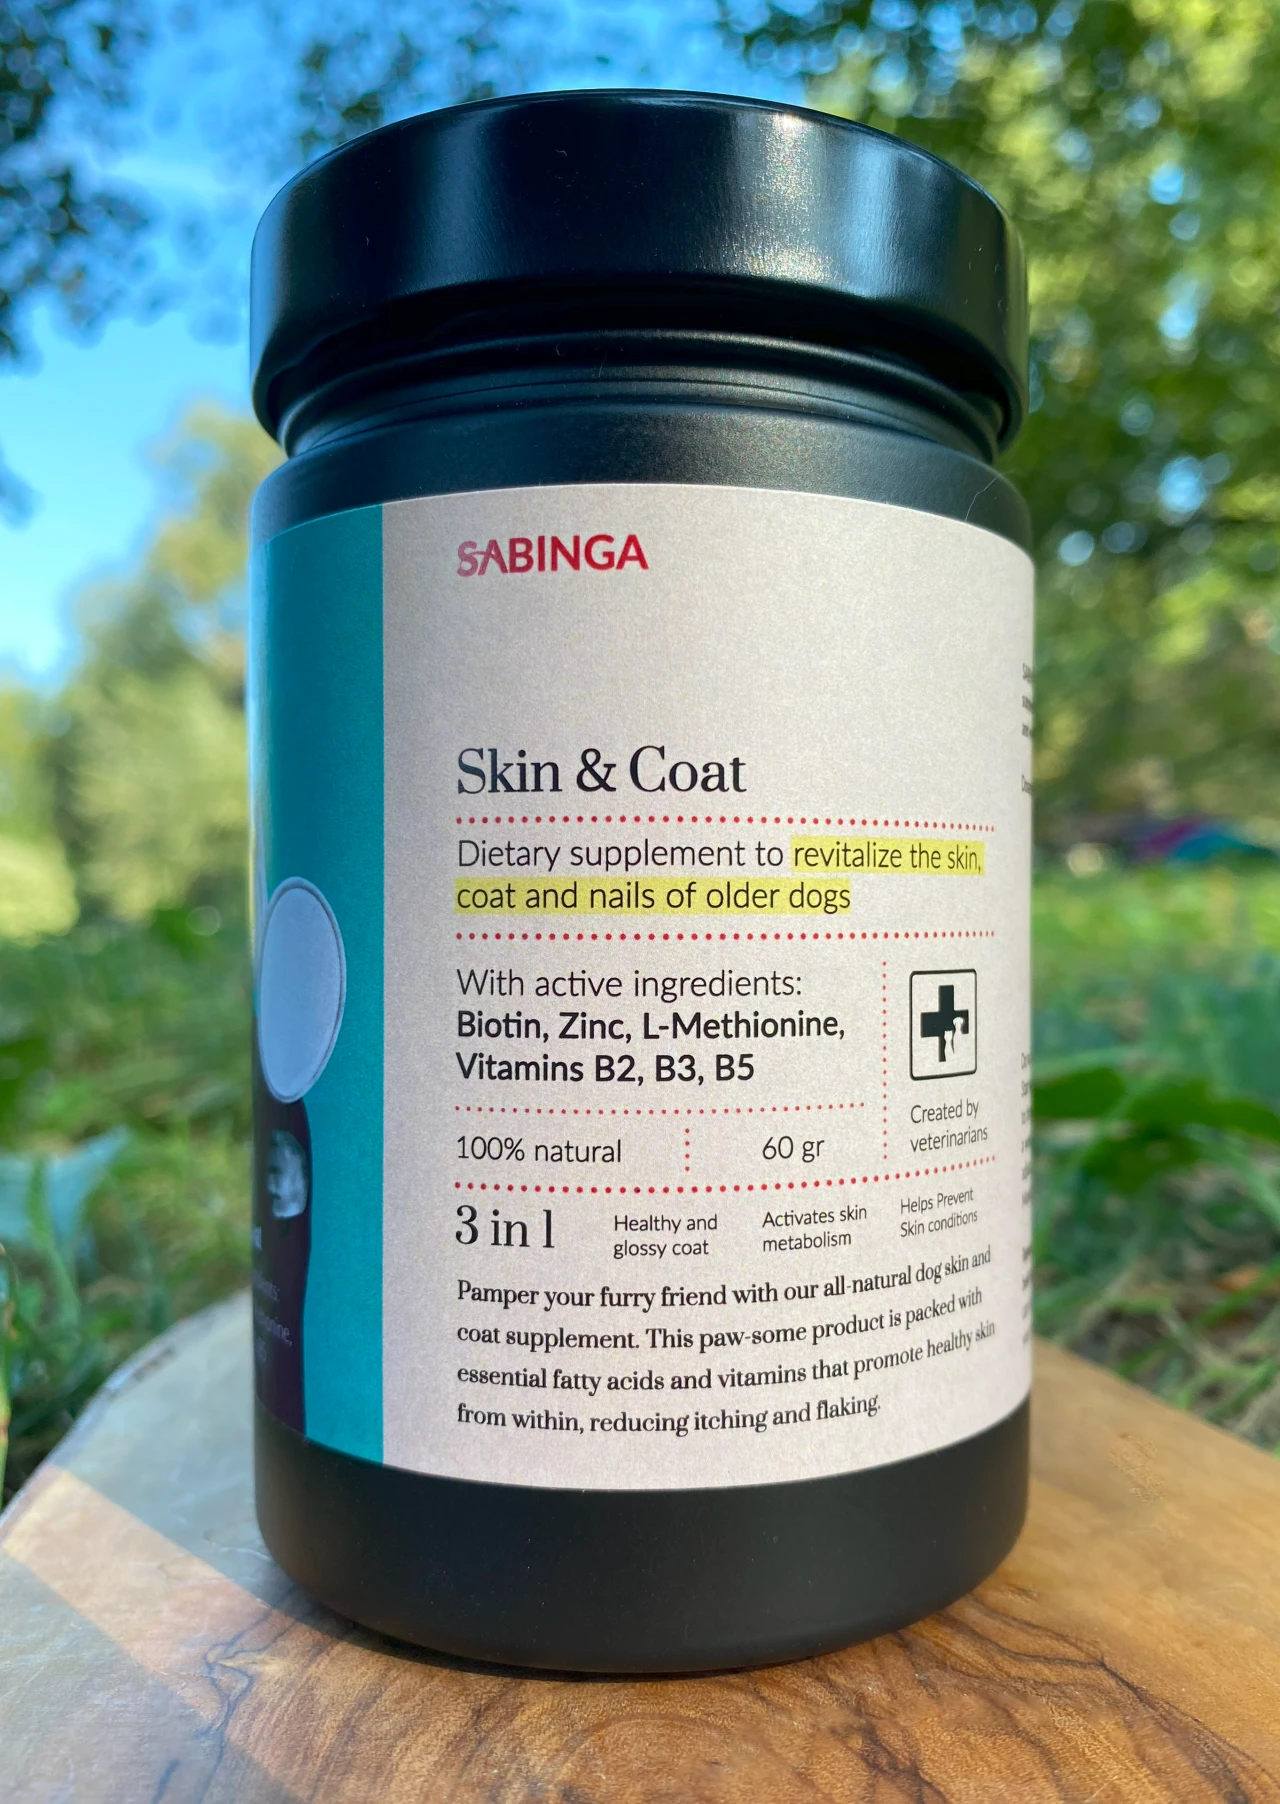 SABINGA
Skin & Coat
Dietary supplement to revitalize the skin,
coat and nails of older dogs
With active ingredients:
Biotin, Zinc, L-Methionine,
Vitamins B2, B3, B5
Created by
veterinarians
100% natural
60 gr
3 in 1
Healthy and
glossy coat
Activates skin
metabolism
Helps Prevent
Skin conditions
Pamper your furry friend with our all-natural dog skin and
coat supplement. This paw-some product is packed with
essential fatty acids and vitamins that promote healthy skin
from within, reducing itching and flaking.